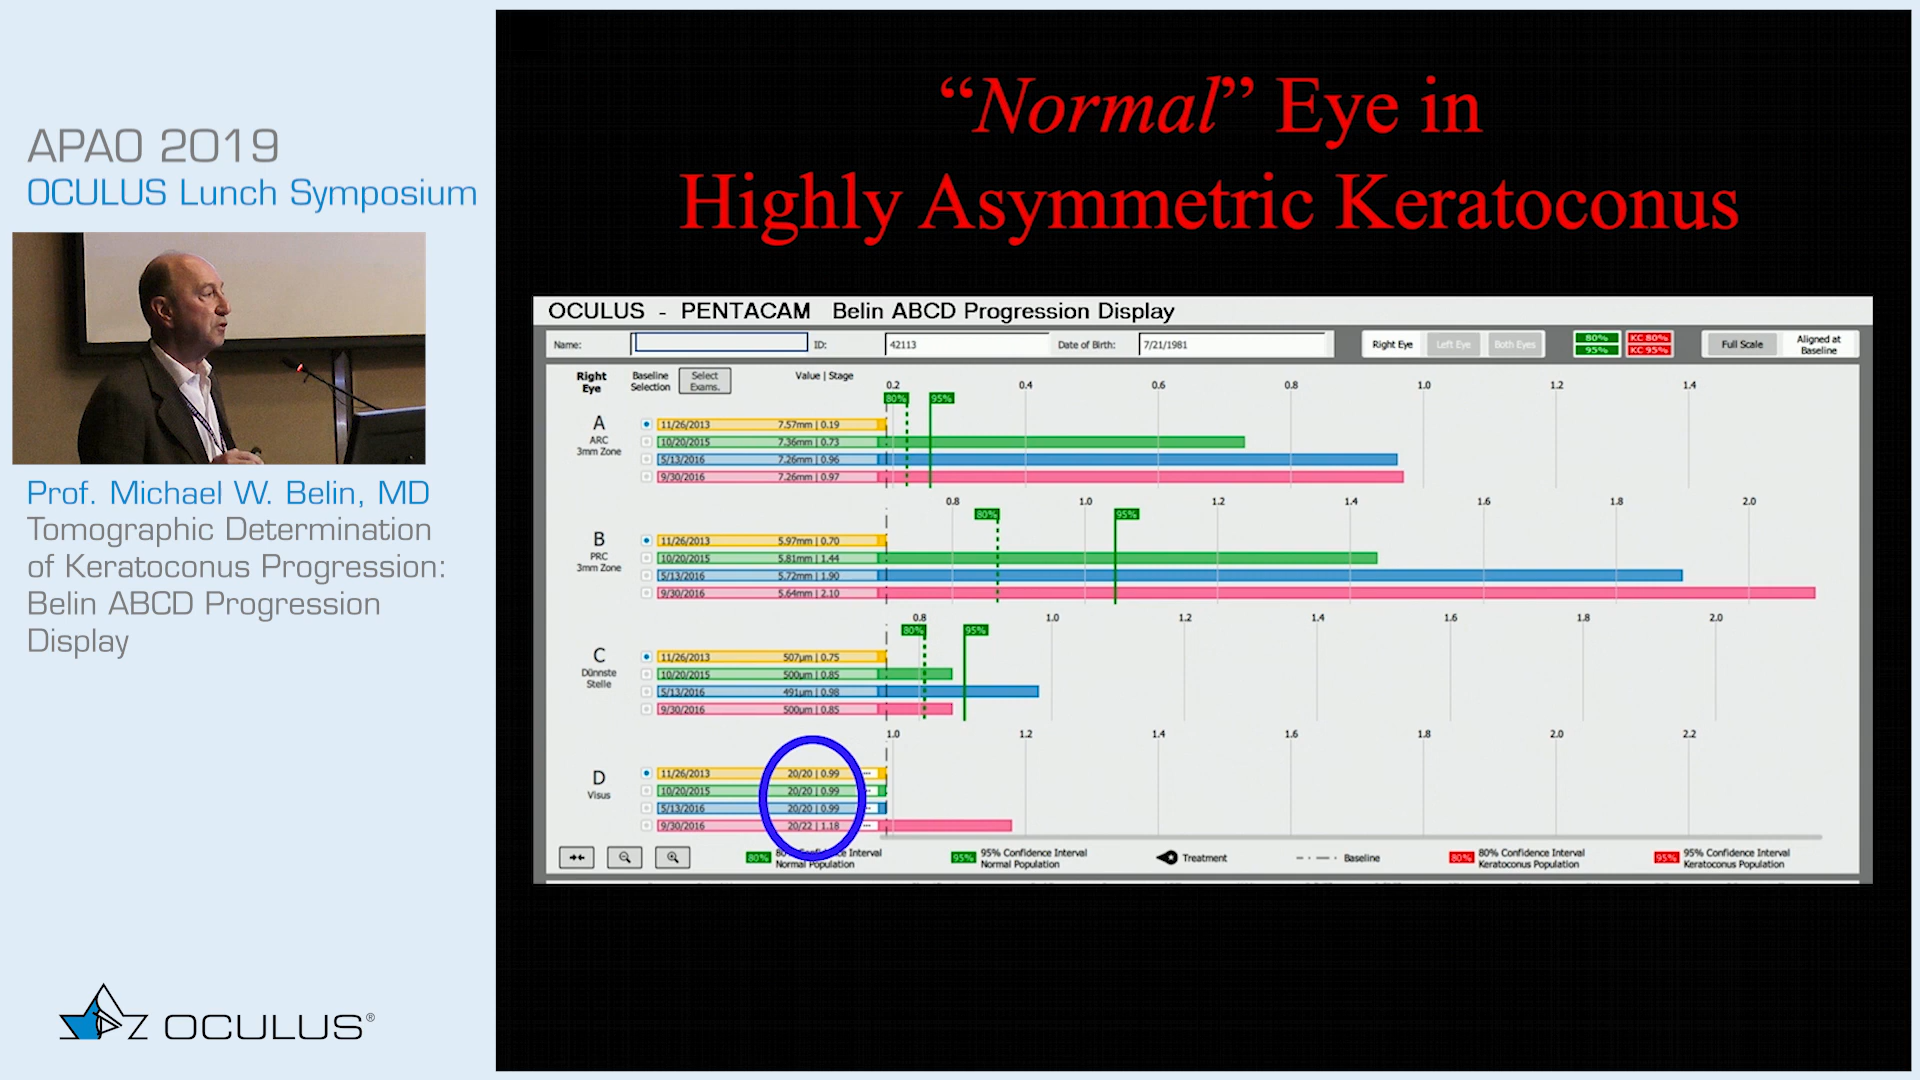 APAO 2019
OCULUS Lunch Symposium
Prof. Michael W. Belin, MD
Tomographic Determination
of Keratoconus Progression:
Belin ABCD Progression
Display
OCULUS®
“Normal” Eye in
Highly Asymmetric Keratoconus
OCULUS - PENTACAM Belin ABCD Progression Display
Name: ID: 42113 Date of Birth: 7/21/1981 Right Eye Left Eye Both Eyes 80% 95% KC 80% KC 95% Full Scale Aligned at Baseline
Right Eye Baseline Selection Select Exams. Value | Stage
0.2 0.4 0.6 0.8 1.0 1.2 1.4
80% 95%
A
ARC
3mm Zone
11/26/2013 7.57mm | 0.19
10/20/2015 7.36mm | 0.73
5/13/2016 7.26mm | 0.96
9/30/2016 7.26mm | 0.97
0.8 1.0 1.2 1.4 1.6 1.8 2.0
80% 95%
B
PRC
3mm Zone
11/26/2013 5.97mm | 0.70
10/20/2015 5.81mm | 1.44
5/13/2016 5.72mm | 1.90
9/30/2016 5.64mm | 2.10
0.8 1.0 1.2 1.4 1.6 1.8 2.0
80% 95%
C
Dünnste
Stelle
11/26/2013 507µm | 0.75
10/20/2015 500µm | 0.85
5/13/2016 491µm | 0.98
9/30/2016 500µm | 0.85
1.0 1.2 1.4 1.6 1.8 2.0 2.2
D
Visus
11/26/2013 20/20 | 0.99
10/20/2015 20/20 | 0.99
5/13/2016 20/20 | 0.99
9/30/2016 20/22 | 1.18
80% 80% Confidence Interval
Normal Population
95% 95% Confidence Interval
Normal Population
Treatment
Baseline
80% 80% Confidence Interval
Keratoconus Population
95% 95% Confidence Interval
Keratoconus Population